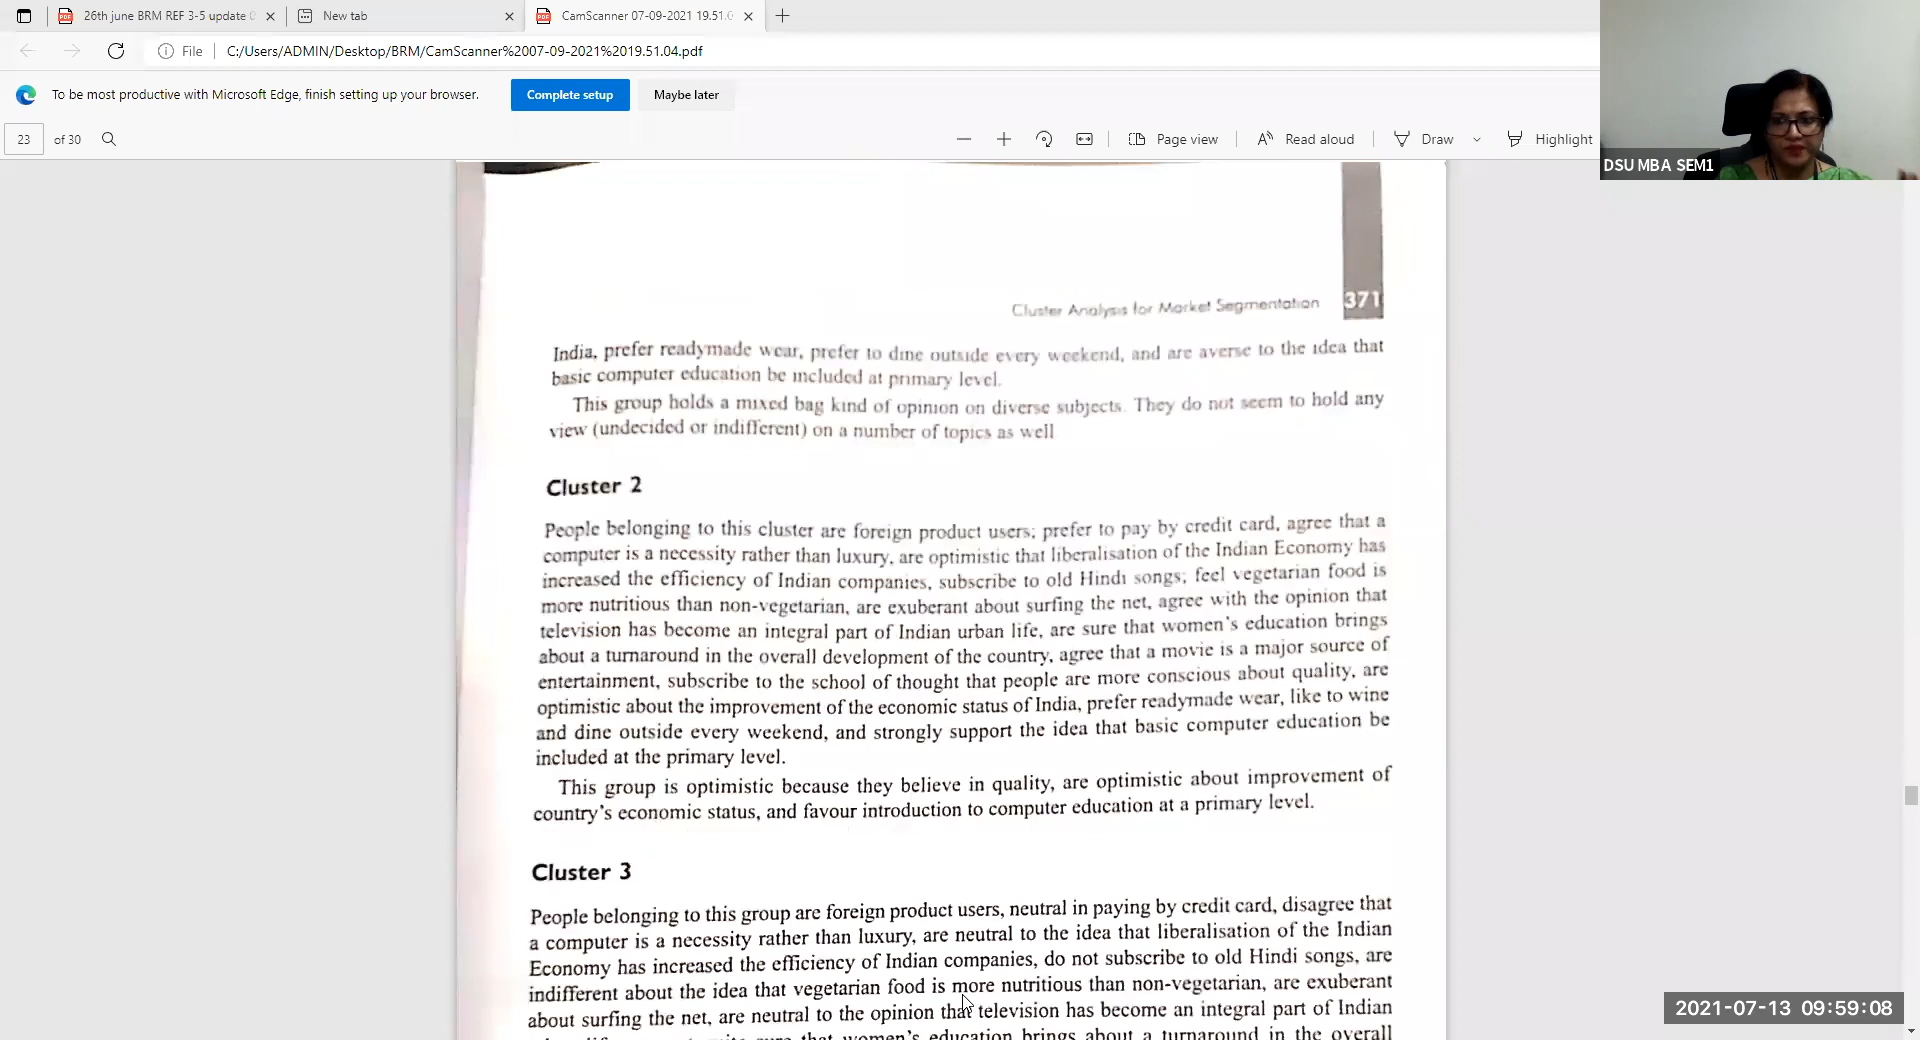 26th june BRM REF 3-5 update
New tab
CamScanner 07-09-2021 19.51.0
File
C:/Users/ADMIN/Desktop/BRM/CamScanner%2007-09-2021%2019.51.04.pdf
To be most productive with Microsoft Edge, finish setting up your browser.
Complete setup
Maybe later
23 of 30
Page view
Read aloud
Draw
Highlight
DSU MBA SEM1
Cluster Analysis for Market Segmentation 371
India, prefer readymade wear, prefer to dine outside every weekend, and are averse to the idea that
basic computer education be included at primary level.
This group holds a mixed bag kind of opinion on diverse subjects. They do not seem to hold any
view (undecided or indifferent) on a number of topics as well
Cluster 2
People belonging to this cluster are foreign product users; prefer to pay by credit card, agree that a
computer is a necessity rather than luxury, are optimistic that liberalisation of the Indian Economy has
increased the efficiency of Indian companies, subscribe to old Hindi songs; feel vegetarian food is
more nutritious than non-vegetarian, are exuberant about surfing the net, agree with the opinion that
television has become an integral part of Indian urban life, are sure that women's education brings
about a turnaround in the overall development of the country, agree that a movie is a major source of
entertainment, subscribe to the school of thought that people are more conscious about quality, are
optimistic about the improvement of the economic status of India, prefer readymade wear, like to wine
and dine outside every weekend, and strongly support the idea that basic computer education be
included at the primary level.
This group is optimistic because they believe in quality, are optimistic about improvement of
country's economic status, and favour introduction to computer education at a primary level.
Cluster 3
People belonging to this group are foreign product users, neutral in paying by credit card, disagree that
a computer is a necessity rather than luxury, are neutral to the idea that liberalisation of the Indian
Economy has increased the efficiency of Indian companies, do not subscribe to old Hindi songs, are
indifferent about the idea that vegetarian food is more nutritious than non-vegetarian, are exuberant
about surfing the net, are neutral to the opinion that television has become an integral part of Indian
that women's education brings about a turnaround in the overall
2021-07-13 09:59:08